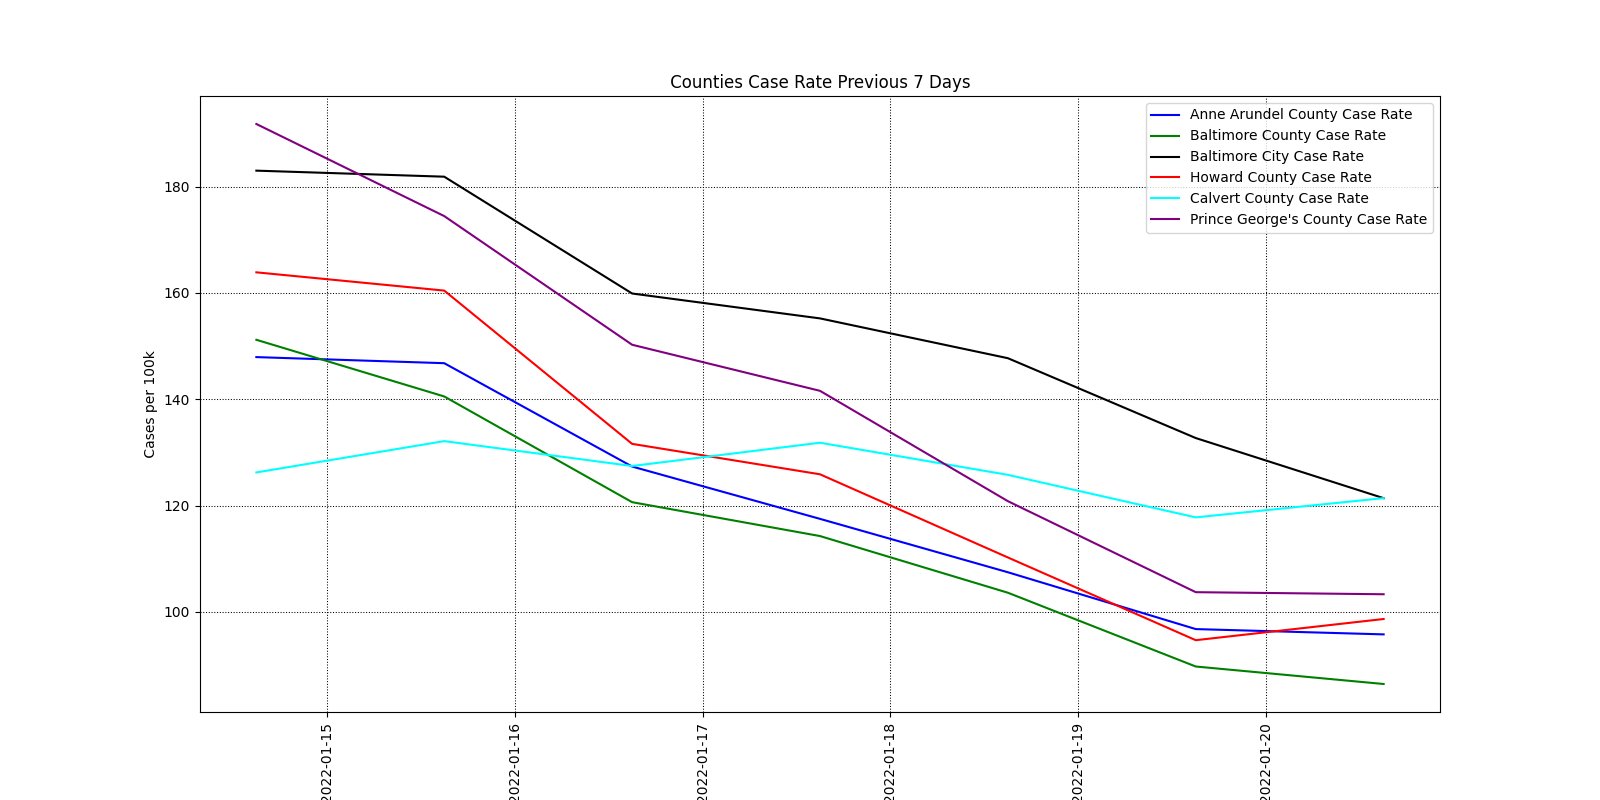 Counties Case Rate Previous 7 Days
Anne Arundel County Case Rate
Baltimore County Case Rate
Baltimore City Case Rate
Howard County Case Rate
Calvert County Case Rate
Prince George's County Case Rate
Cases per 100k
180
160
140
120
100
2022-01-15
2022-01-16
2022-01-17
2022-01-18
2022-01-19
2022-01-20